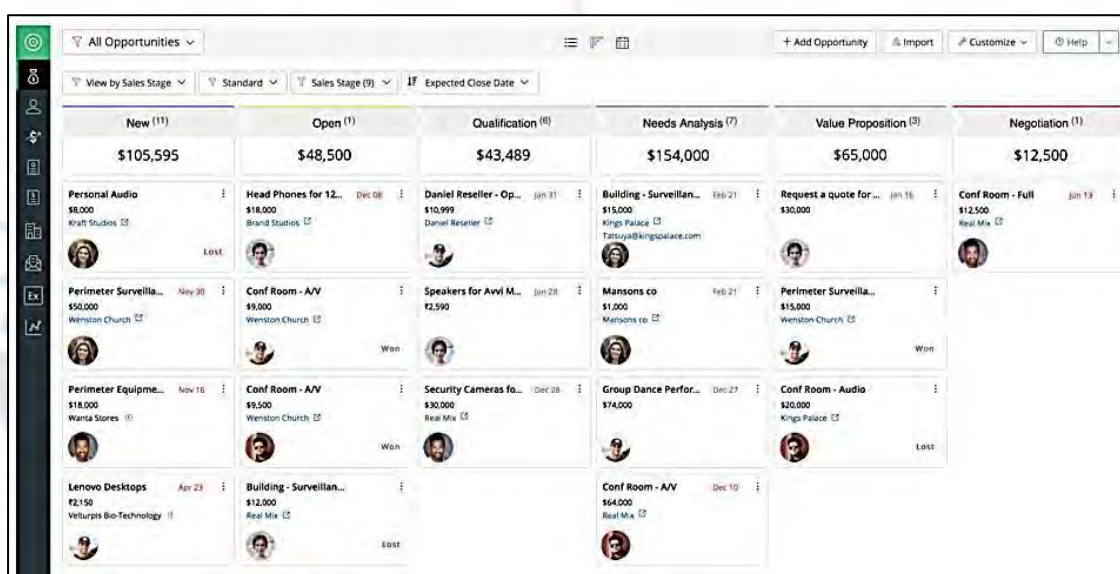 All Opportunities
+ Add Opportunity
Import
Customize
Help
View by Sales Stage
Standard
Sales Stage (9)
Expected Close Date
New (11)
Open (1)
Qualification (6)
Needs Analysis (7)
Value Proposition (3)
Negotiation (1)
$105,595
$48,500
$43,489
$154,000
$65,000
$12,500
Personal Audio
$8,000
Kraft Studios
Lost
Head Phones for 12... Dec 08
$18,000
Brand Studios
Daniel Reseller - Op... Jan 31
$10,999
Daniel Reseller
Building - Surveillan... Feb 21
$15,000
Kings Palace
Tatsuya@kingspalace.com
Request a quote for ... Jan 16
$30,000
Conf Room - Full Jun 13
$12,500
Real Mix
Perimeter Surveilla... Nov 30
$50,000
Wenston Church
Conf Room - A/V
$9,000
Wenston Church
Won
Speakers for Avvi M... Jan 28
₹2,590
Mansons co Feb 21
$1,000
Mansons co
Perimeter Surveilla...
$15,000
Wenston Church
Won
Perimeter Equipme... Nov 16
$18,000
Wanta Stores
Conf Room - A/V
$9,500
Wenston Church
Won
Security Cameras fo... Dec 28
$30,000
Real Mix
Group Dance Perfor... Dec 27
$74,000
Conf Room - Audio
$20,000
Kings Palace
Lost
Lenovo Desktops Apr 23
₹2,150
Velturpis Bio-Technology
Building - Surveillan...
$12,000
Real Mix
Lost
Conf Room - A/V Dec 10
$64,000
Real Mix
Ex